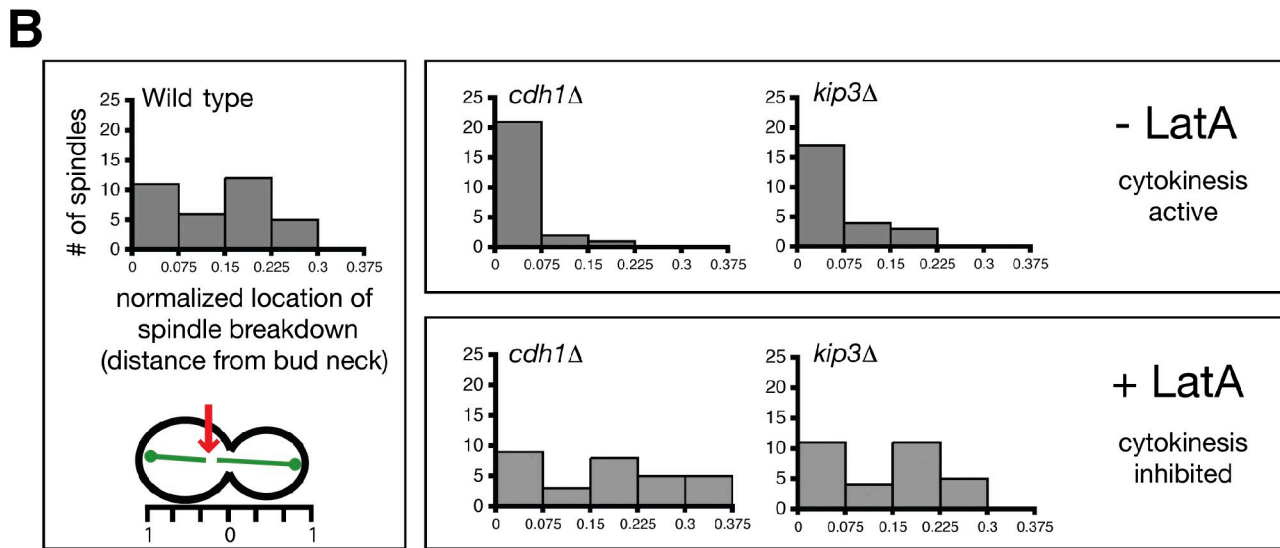 B
Wild type
# of spindles
25
20
15
10
5
0
0 0.075 0.15 0.225 0.3 0.375
normalized location of
spindle breakdown
(distance from bud neck)
1 0 1
cdh1Δ
25
20
15
10
5
0
0 0.075 0.15 0.225 0.3 0.375
kip3Δ
25
20
15
10
5
0
0 0.075 0.15 0.225 0.3 0.375
- LatA
cytokinesis
active
cdh1Δ
25
20
15
10
5
0
0 0.075 0.15 0.225 0.3 0.375
kip3Δ
25
20
15
10
5
0
0 0.075 0.15 0.225 0.3 0.375
+ LatA
cytokinesis
inhibited